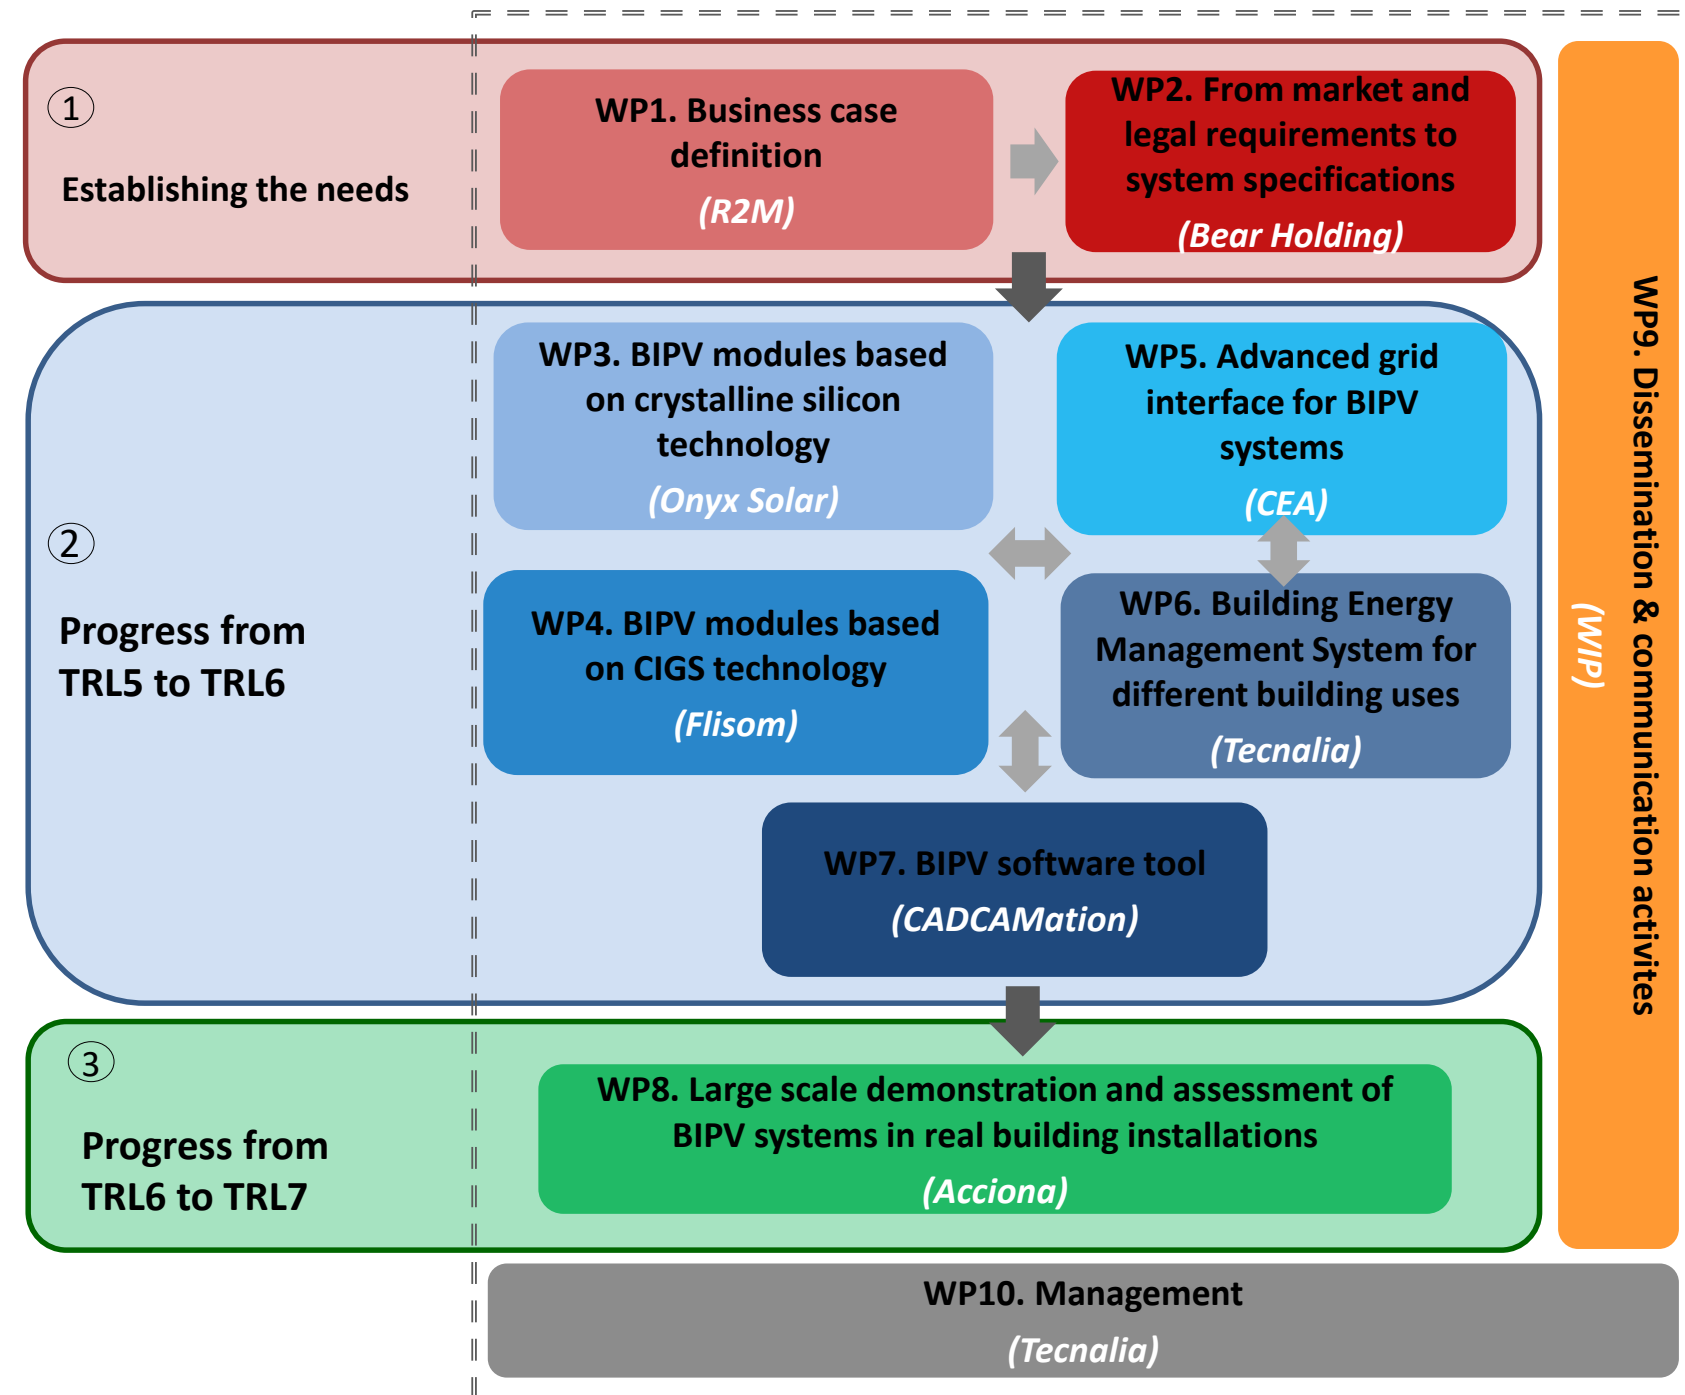 1
Establishing the needs
WP1. Business case
definition
(R2M)
WP2. From market and
legal requirements to
system specifications
(Bear Holding)
2
Progress from
TRL5 to TRL6
WP3. BIPV modules based
on crystalline silicon
technology
(Onyx Solar)
WP5. Advanced grid
interface for BIPV
systems
(CEA)
WP4. BIPV modules based
on CIGS technology
(Flisom)
WP6. Building Energy
Management System for
different building uses
(Tecnalia)
WP7. BIPV software tool
(CADCAMation)
3
Progress from
TRL6 to TRL7
WP8. Large scale demonstration and assessment of
BIPV systems in real building installations
(Acciona)
WP9. Dissemination & communication activites
(WIP)
WP10. Management
(Tecnalia)